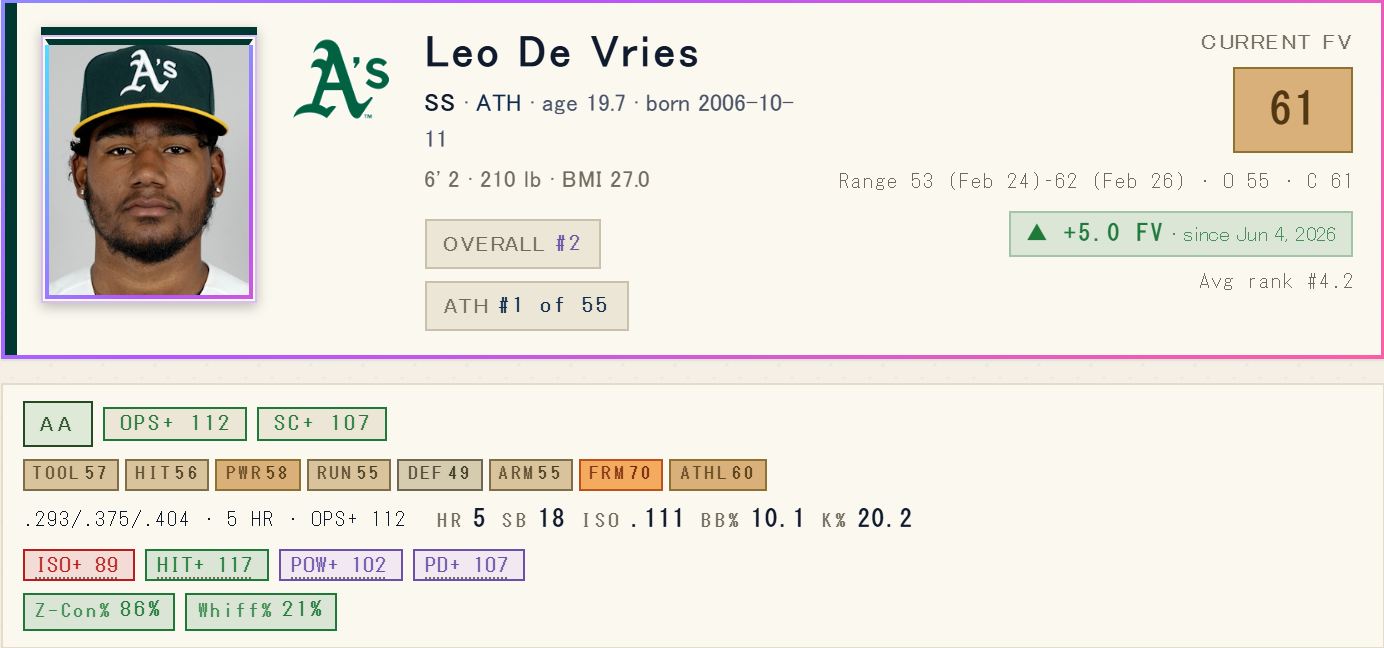 A's
A's
TM
Leo De Vries
SS · ATH · age 19.7 · born 2006-10-
11
6' 2 · 210 lb · BMI 27.0
OVERALL #2
ATH #1 of 55
CURRENT FV
61
Range 53 (Feb 24)-62 (Feb 26) · O 55 · C 61
▲ +5.0 FV · since Jun 4, 2026
Avg rank #4.2
AA OPS+ 112 SC+ 107
TOOL 57 HIT 56 PWR 58 RUN 55 DEF 49 ARM 55 FRM 70 ATHL 60
.293/.375/.404 · 5 HR · OPS+ 112 HR 5 SB 18 ISO .111 BB% 10.1 K% 20.2
ISO+ 89 HIT+ 117 POW+ 102 PD+ 107
Z-Con% 86% Whiff% 21%